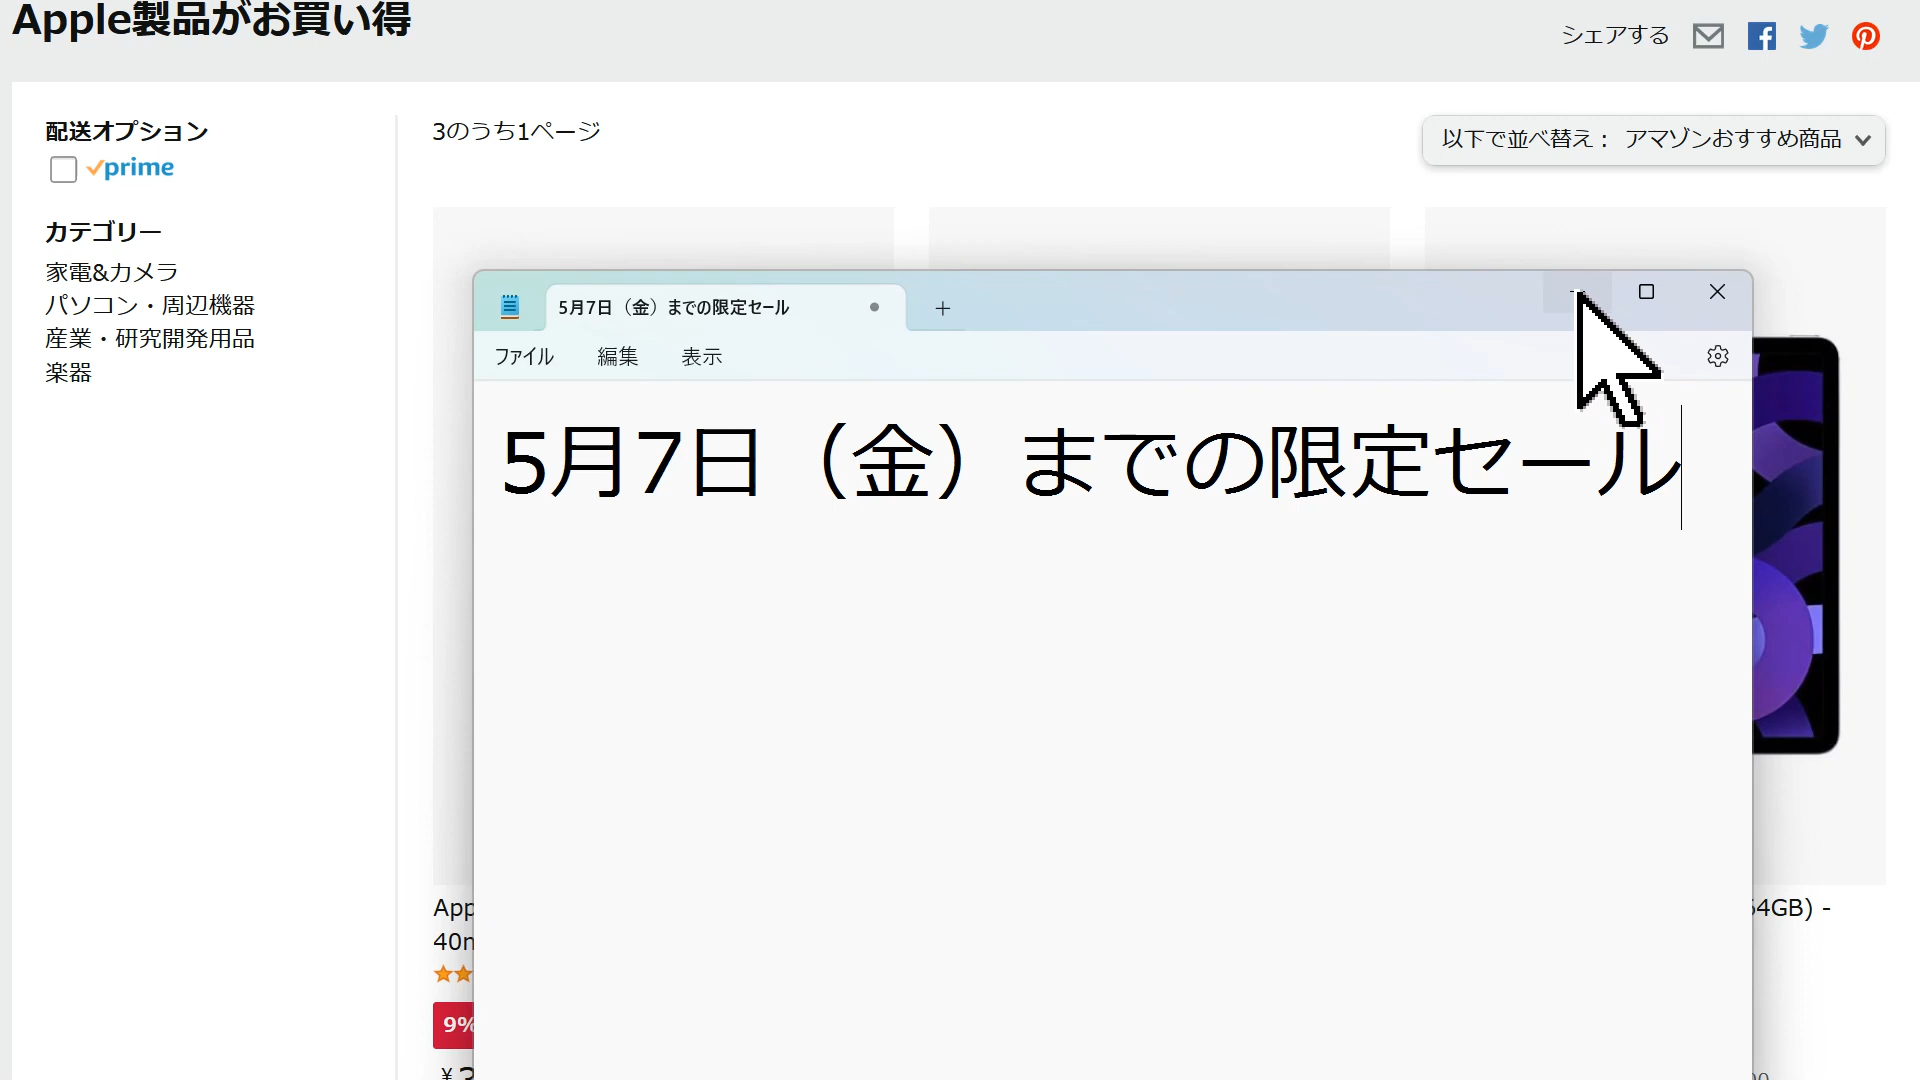 Apple製品がお買い得
シェアする
配送オプション
prime
カテゴリー
家電&カメラ
パソコン・周辺機器
産業・研究開発用品
楽器
3のうち1ページ
以下で並べ替え： アマゾンおすすめ商品
5月7日（金）までの限定セール
ファイル 編集 表示
5月7日（金）までの限定セール
9%